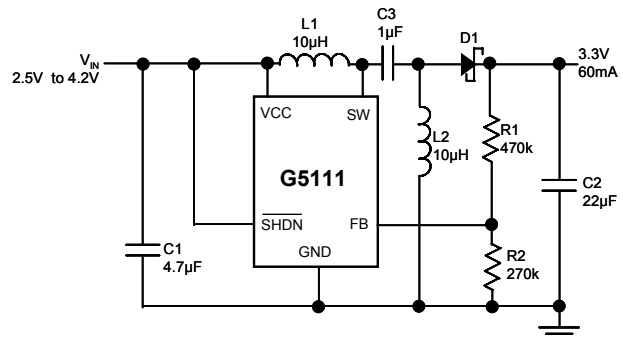 L1
10µH
C3
1µF
D1
VIN
2.5V to 4.2V
3.3V
60mA
VCC
SW
R1
470k
L2
10µH
G5111
C2
22µF
SHDN
FB
GND
C1
4.7µF
R2
270k